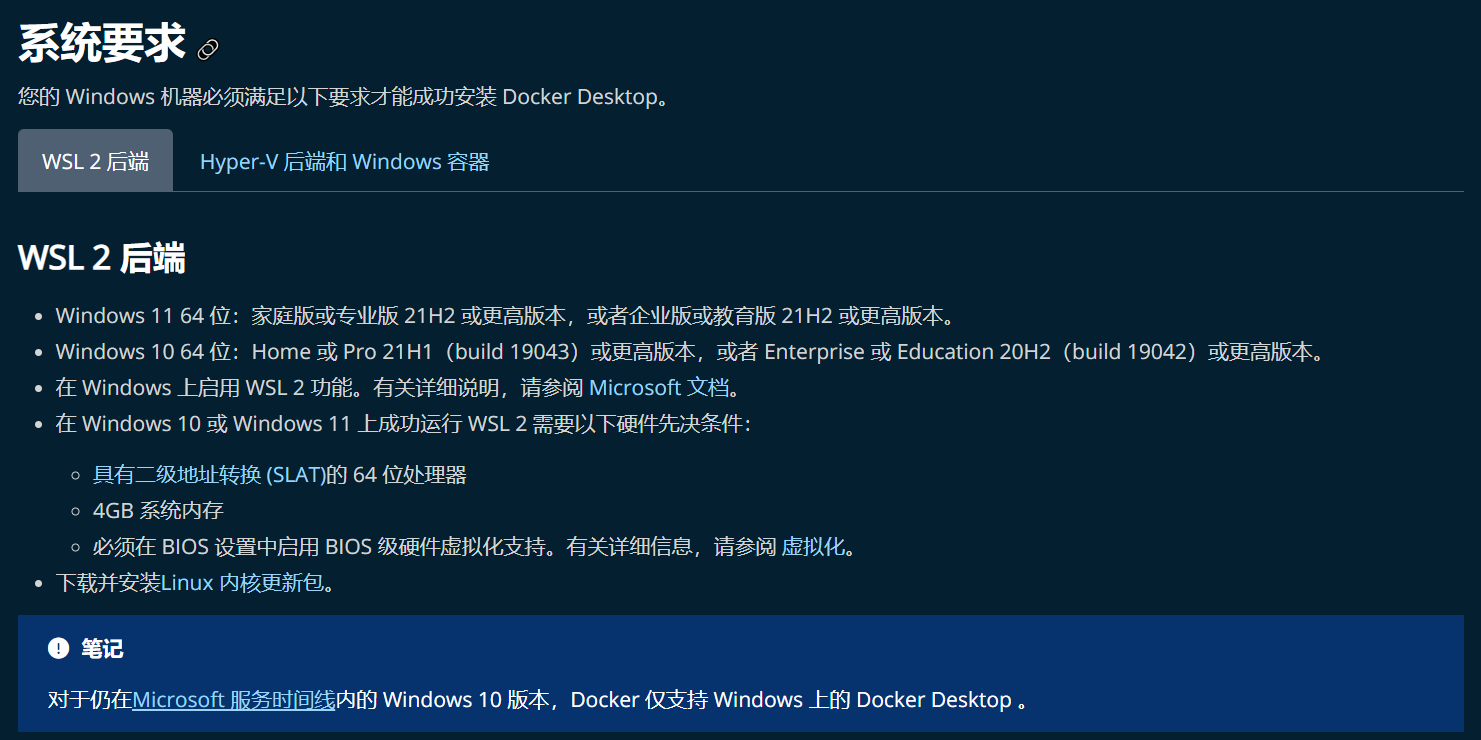 系统要求
您的 Windows 机器必须满足以下要求才能成功安装 Docker Desktop。
WSL 2 后端
Hyper-V 后端和 Windows 容器
WSL 2 后端
Windows 11 64 位：家庭版或专业版 21H2 或更高版本，或者企业版或教育版 21H2 或更高版本。
Windows 10 64 位：Home 或 Pro 21H1（build 19043）或更高版本，或者 Enterprise 或 Education 20H2（build 19042）或更高版本。
在 Windows 上启用 WSL 2 功能。有关详细说明，请参阅 Microsoft 文档。
在 Windows 10 或 Windows 11 上成功运行 WSL 2 需要以下硬件先决条件：
具有二级地址转换 (SLAT)的 64 位处理器
4GB 系统内存
必须在 BIOS 设置中启用 BIOS 级硬件虚拟化支持。有关详细信息，请参阅 虚拟化。
下载并安装Linux 内核更新包。
笔记
对于仍在Microsoft 服务时间线内的 Windows 10 版本，Docker 仅支持 Windows 上的 Docker Desktop 。